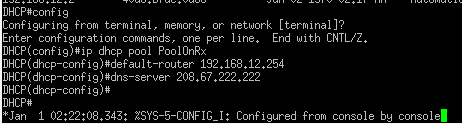 DHCP#config
Configuring from terminal, memory, or network [terminal]?
Enter configuration commands, one per line.  End with CNTL/Z.
DHCP(config)#ip dhcp pool PoolOnRx
DHCP(dhcp-config)#default-router 192.168.12.254
DHCP(dhcp-config)#dns-server 208.67.222.222
DHCP(dhcp-config)#
DHCP#
*Jan  1 02:22:08.343: %SYS-5-CONFIG_I: Configured from console by console